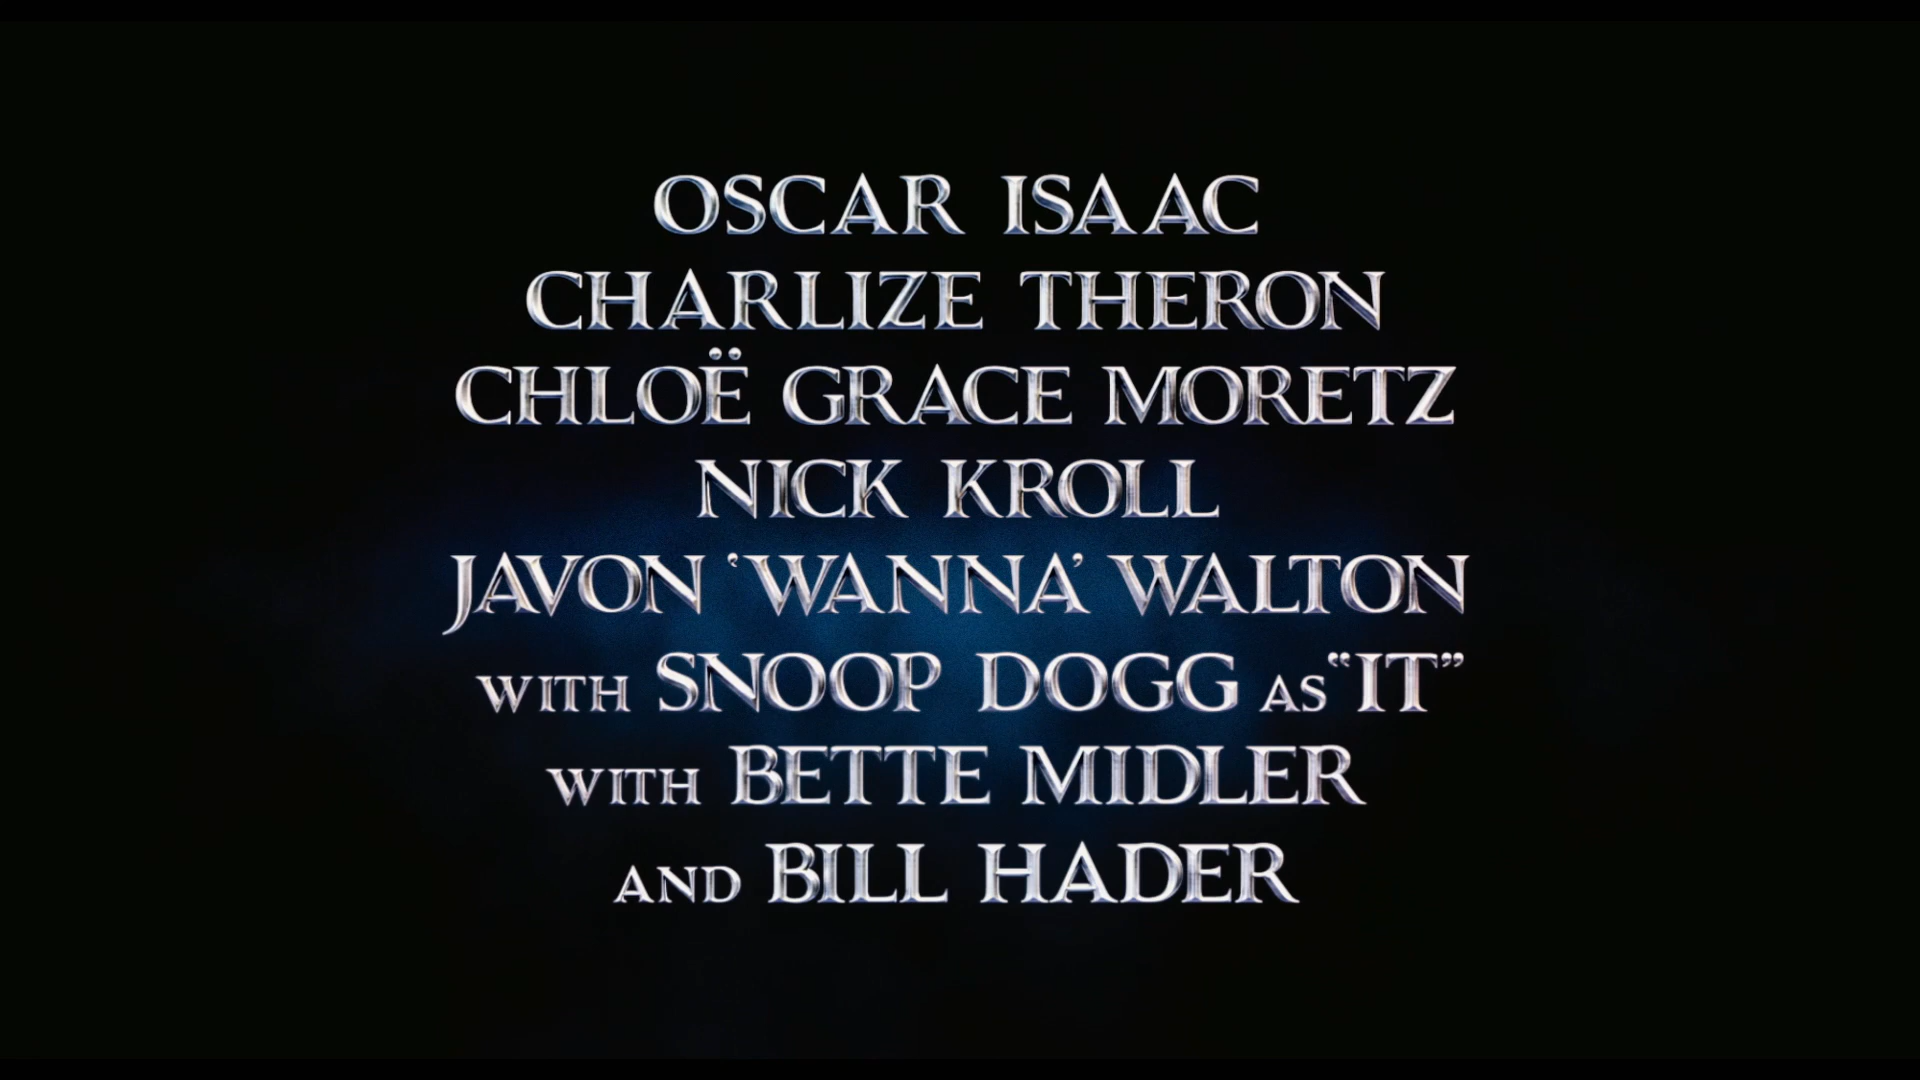 OSCAR ISAAC
CHARLIZE THERON
CHLOË GRACE MORETZ
NICK KROLL
JAVON ‘WANNA’ WALTON
WITH SNOOP DOGG AS “IT”
WITH BETTE MIDLER
AND BILL HADER